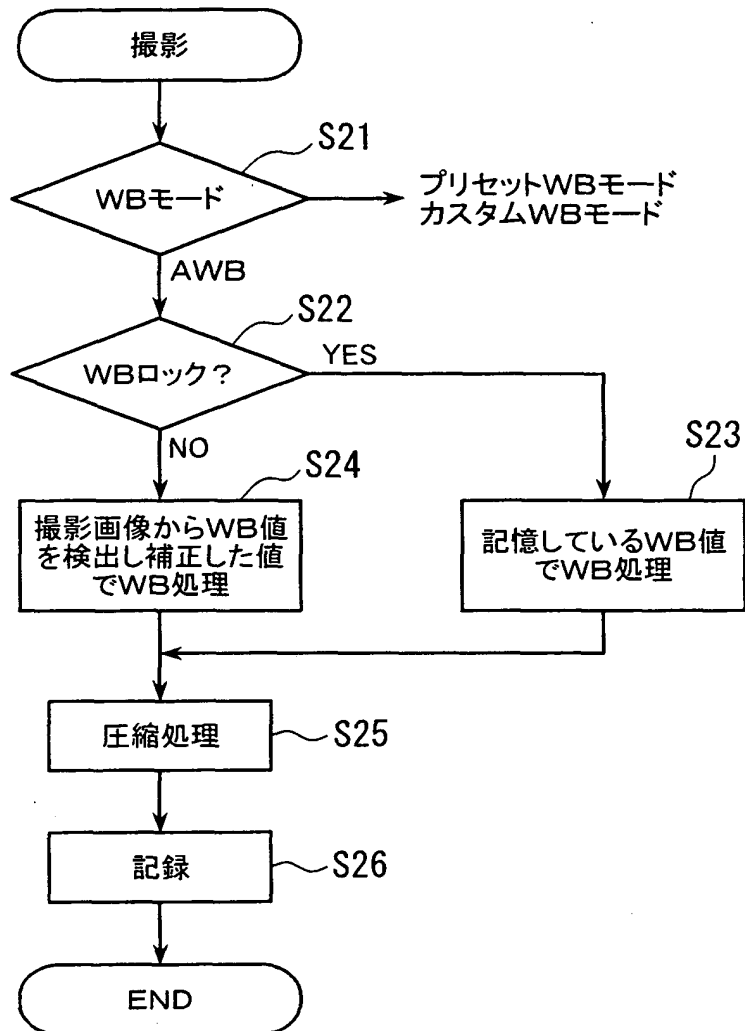 撮影
S21
WBモード
プリセットWBモード
カスタムWBモード
AWB
S22
WBロック?
YES
NO
S24
S23
撮影画像からWB値
を検出し補正した値
でWB処理
記憶しているWB値
でWB処理
圧縮処理
S25
記録
S26
END